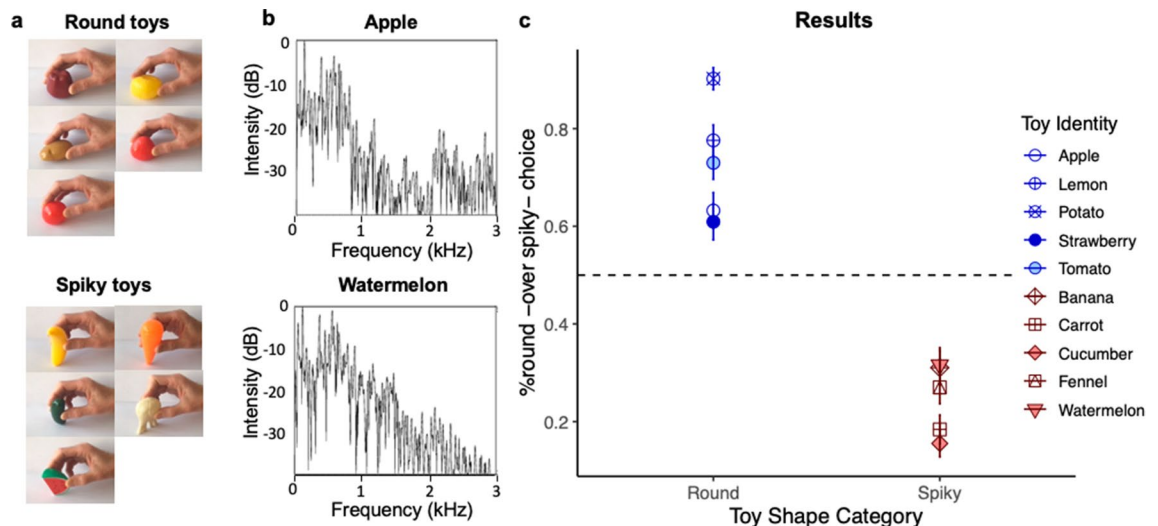 a
Round toys
Spiky toys
b
Apple
Intensity (dB)
0
-10
-20
-30
0
1
2
3
Frequency (kHz)
Watermelon
Intensity (dB)
0
-10
-20
-30
0
1
2
3
Frequency (kHz)
c
Results
%round –over spiky– choice
0.8
0.6
0.4
0.2
Round
Spiky
Toy Shape Category
Toy Identity
Apple
Lemon
Potato
Strawberry
Tomato
Banana
Carrot
Cucumber
Fennel
Watermelon